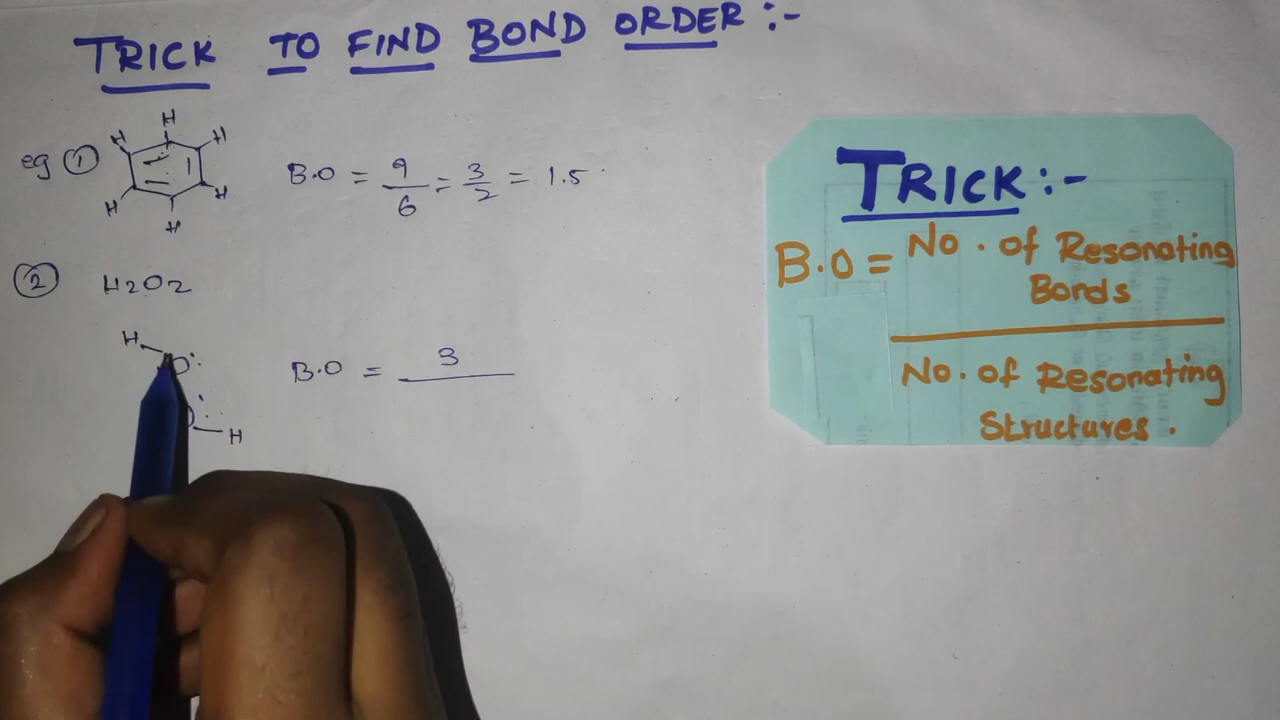 TRICK TO FIND BOND ORDER :-
eg ① H H H H H H
B.O = 9/6 = 3/2 = 1.5
② H2O2
H O
O H
B.O = 3
TRICK :-
B.O = No. of Resonating
Bonds
No. of Resonating
Structures.